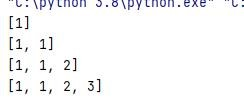 "C:\python 3.8\python.exe" "C:
[1]
[1, 1]
[1, 1, 2]
[1, 1, 2, 3]